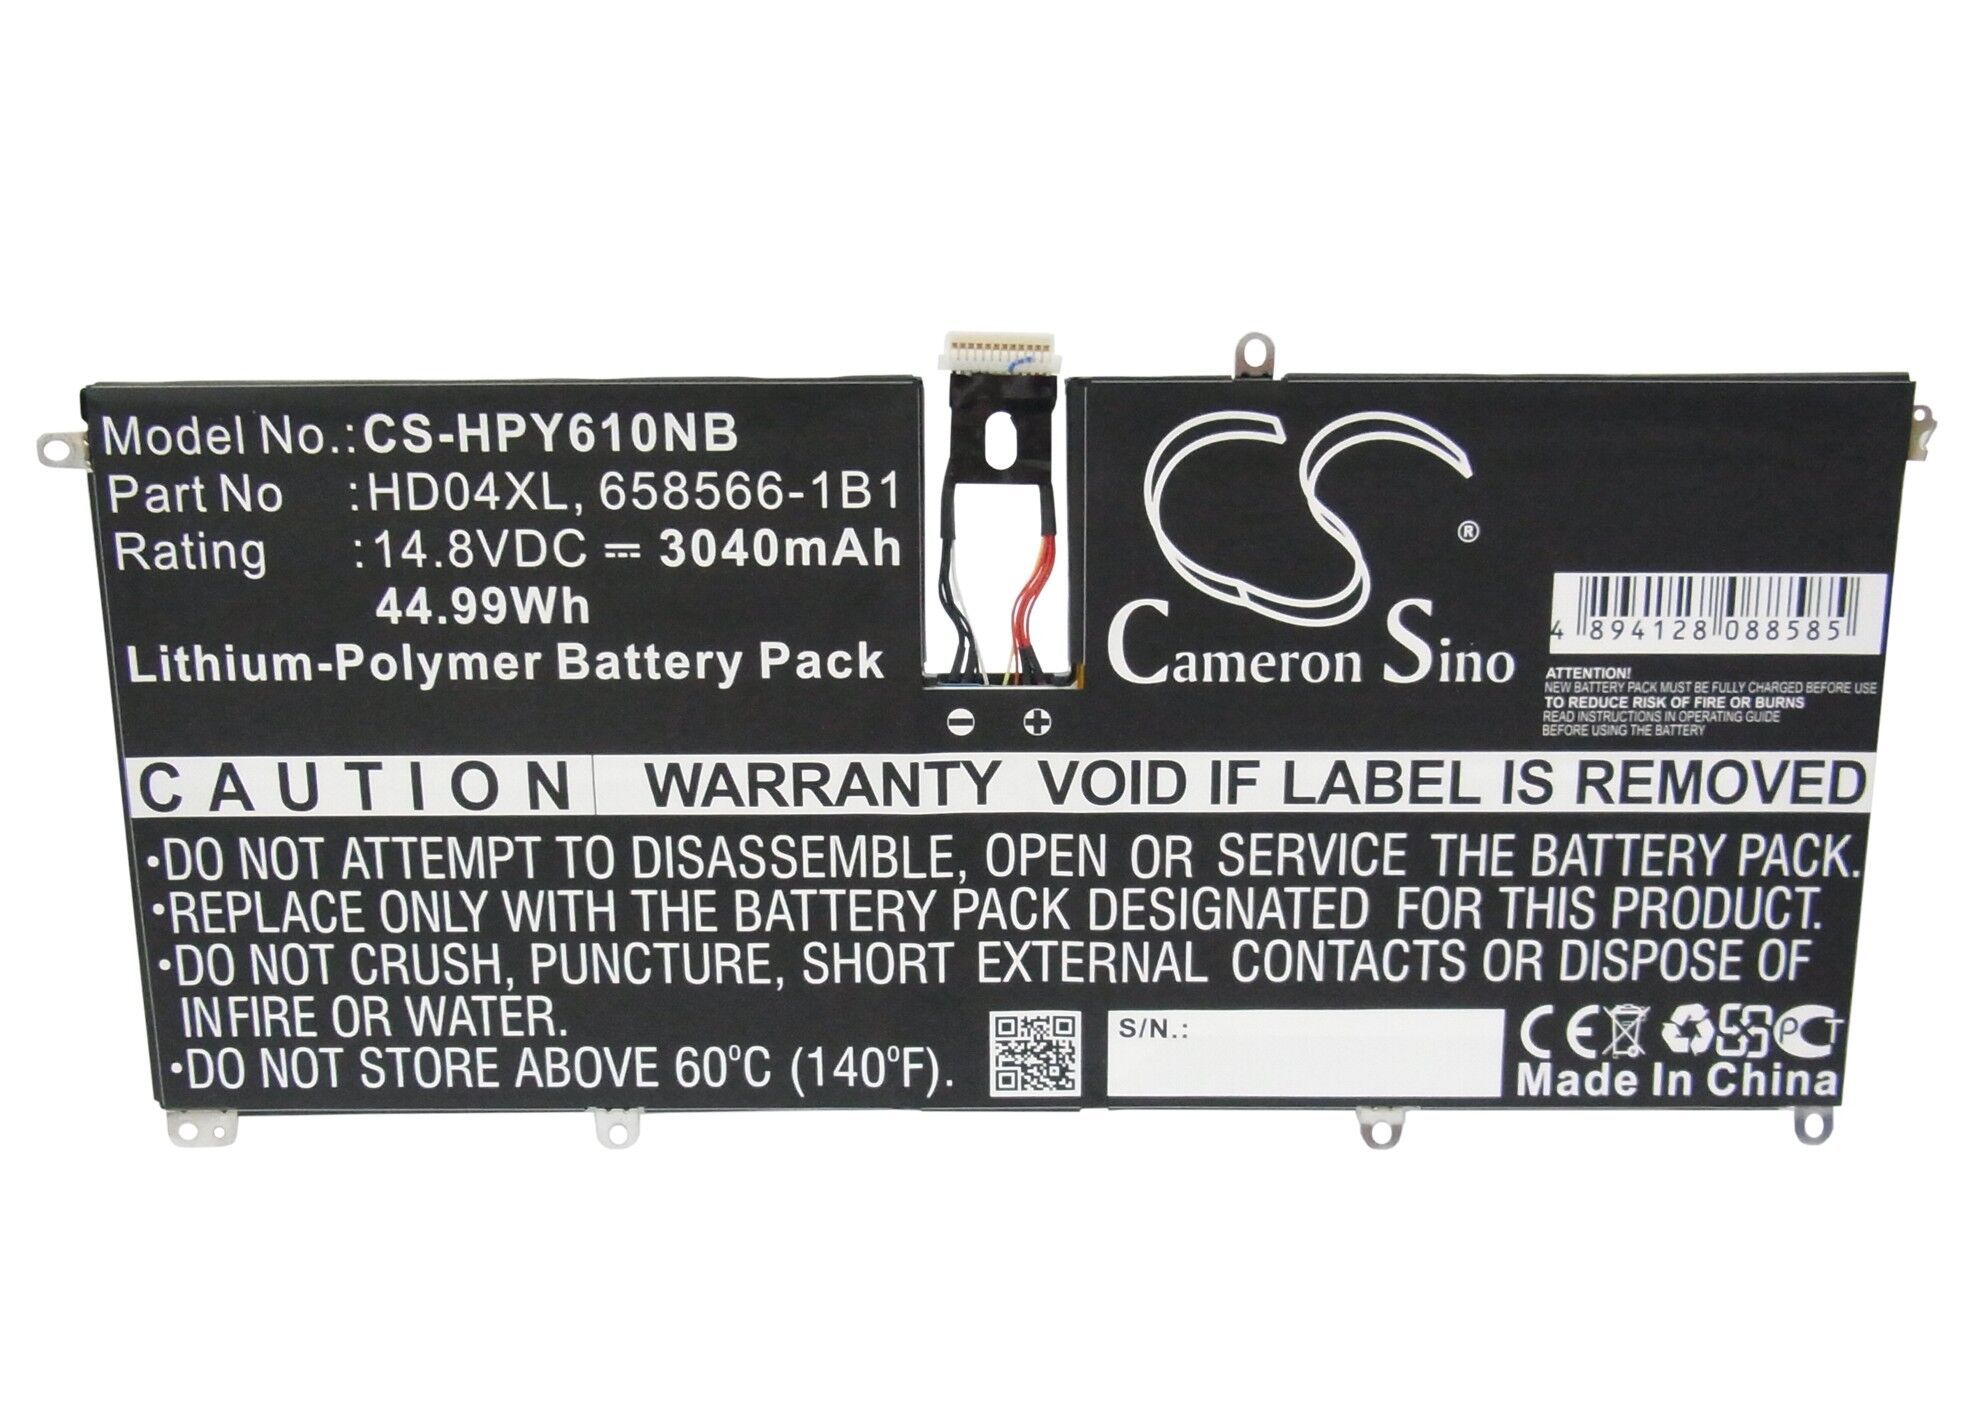 Model No.: CS-HPY610NB
Part No : HD04XL, 658566-1B1
Rating : 14.8VDC ⎓ 3040mAh
44.99Wh
Lithium-Polymer Battery Pack
CS ®
Cameron Sino
4 894128 088585
ATTENTION!
NEW BATTERY PACK MUST BE FULLY CHARGED BEFORE USE
TO REDUCE RISK OF FIRE OR BURNS
READ INSTRUCTIONS IN OPERATING GUIDE
BEFORE USING THE BATTERY
CAUTION WARRANTY VOID IF LABEL IS REMOVED
•DO NOT ATTEMPT TO DISASSEMBLE, OPEN OR SERVICE THE BATTERY PACK.
•REPLACE ONLY WITH THE BATTERY PACK DESIGNATED FOR THIS PRODUCT.
•DO NOT CRUSH, PUNCTURE, SHORT EXTERNAL CONTACTS OR DISPOSE OF
IN FIRE OR WATER.
•DO NOT STORE ABOVE 60°C (140°F).
S/N.:
CE PCT
Made In China